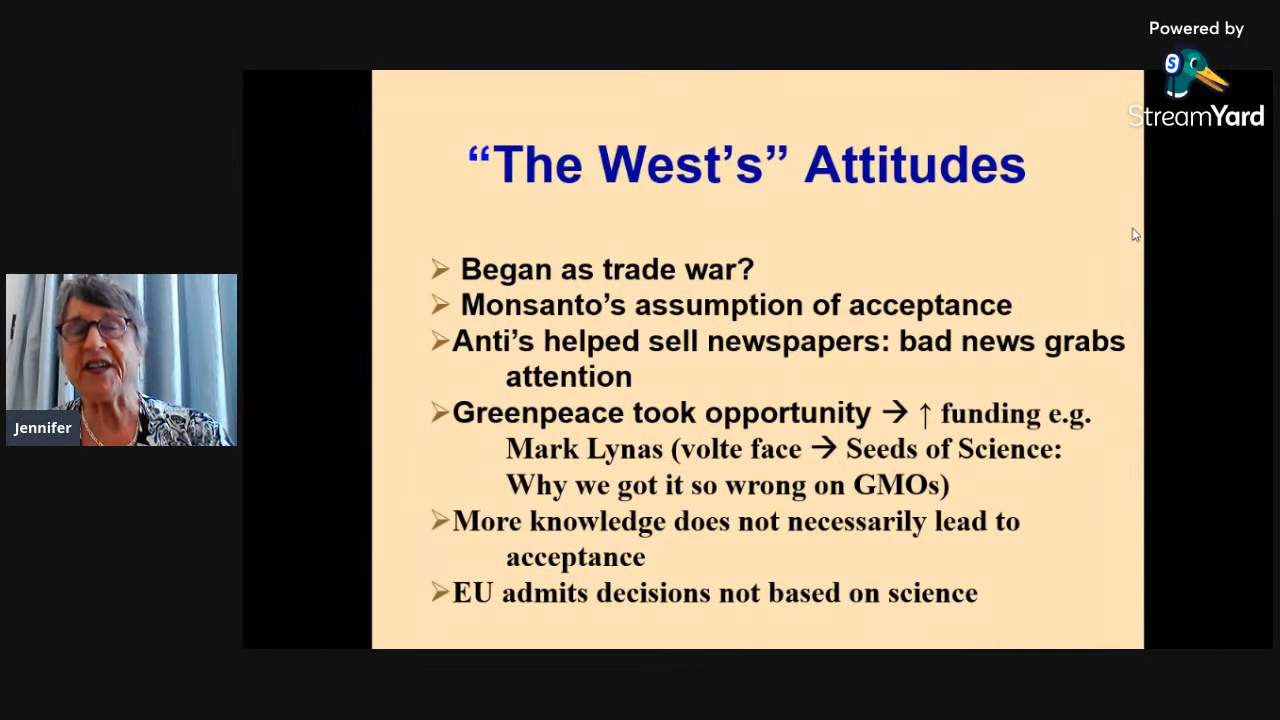 Powered by
StreamYard
“The West’s” Attitudes
Began as trade war?
Monsanto’s assumption of acceptance
Anti’s helped sell newspapers: bad news grabs
attention
Greenpeace took opportunity → ↑ funding e.g.
Mark Lynas (volte face → Seeds of Science:
Why we got it so wrong on GMOs)
More knowledge does not necessarily lead to
acceptance
EU admits decisions not based on science
Jennifer